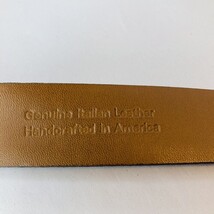 Genuine Italian Leather
Handcrafted In America